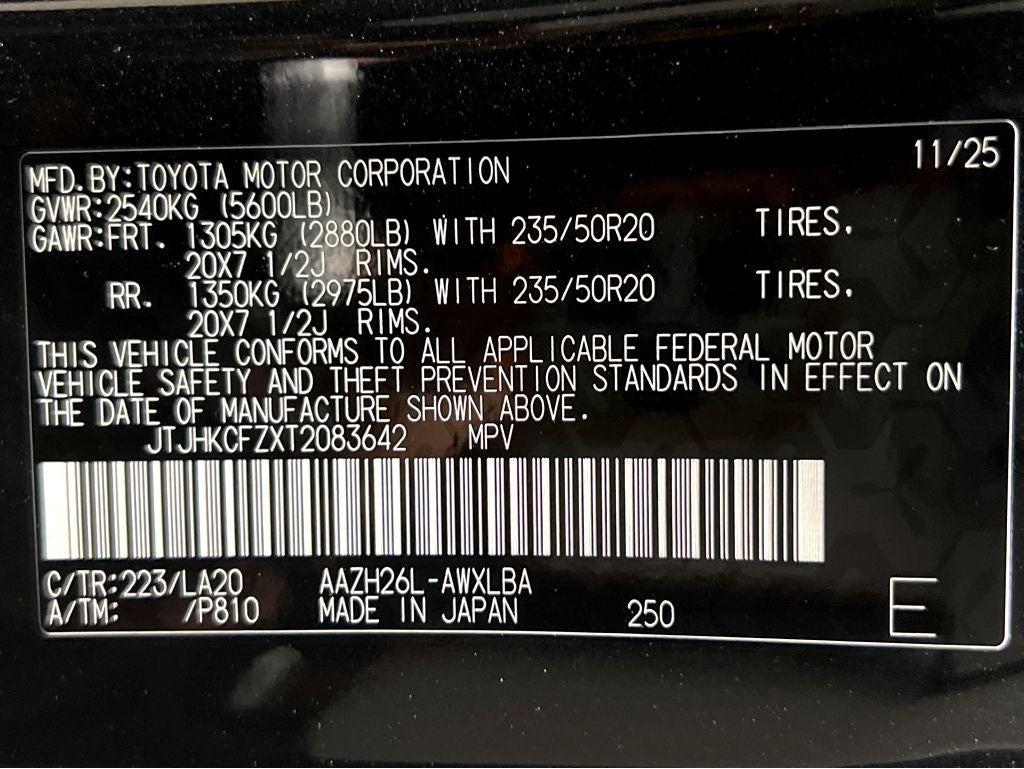 11/25
MFD.BY:TOYOTA MOTOR CORPORATION
GVWR:2540KG (5600LB)
GAWR:FRT. 1305KG (2880LB) WITH 235/50R20 TIRES.
20X7 1/2J RIMS.
RR. 1350KG (2975LB) WITH 235/50R20 TIRES.
20X7 1/2J RIMS.
THIS VEHICLE CONFORMS TO ALL APPLICABLE FEDERAL MOTOR
VEHICLE SAFETY AND THEFT PREVENTION STANDARDS IN EFFECT ON
THE DATE OF MANUFACTURE SHOWN ABOVE.
JTJHKCFZXT2083642 MPV
C/TR:223/LA20 AAZH26L-AWXLBA
A/TM: /P810 MADE IN JAPAN 250 E